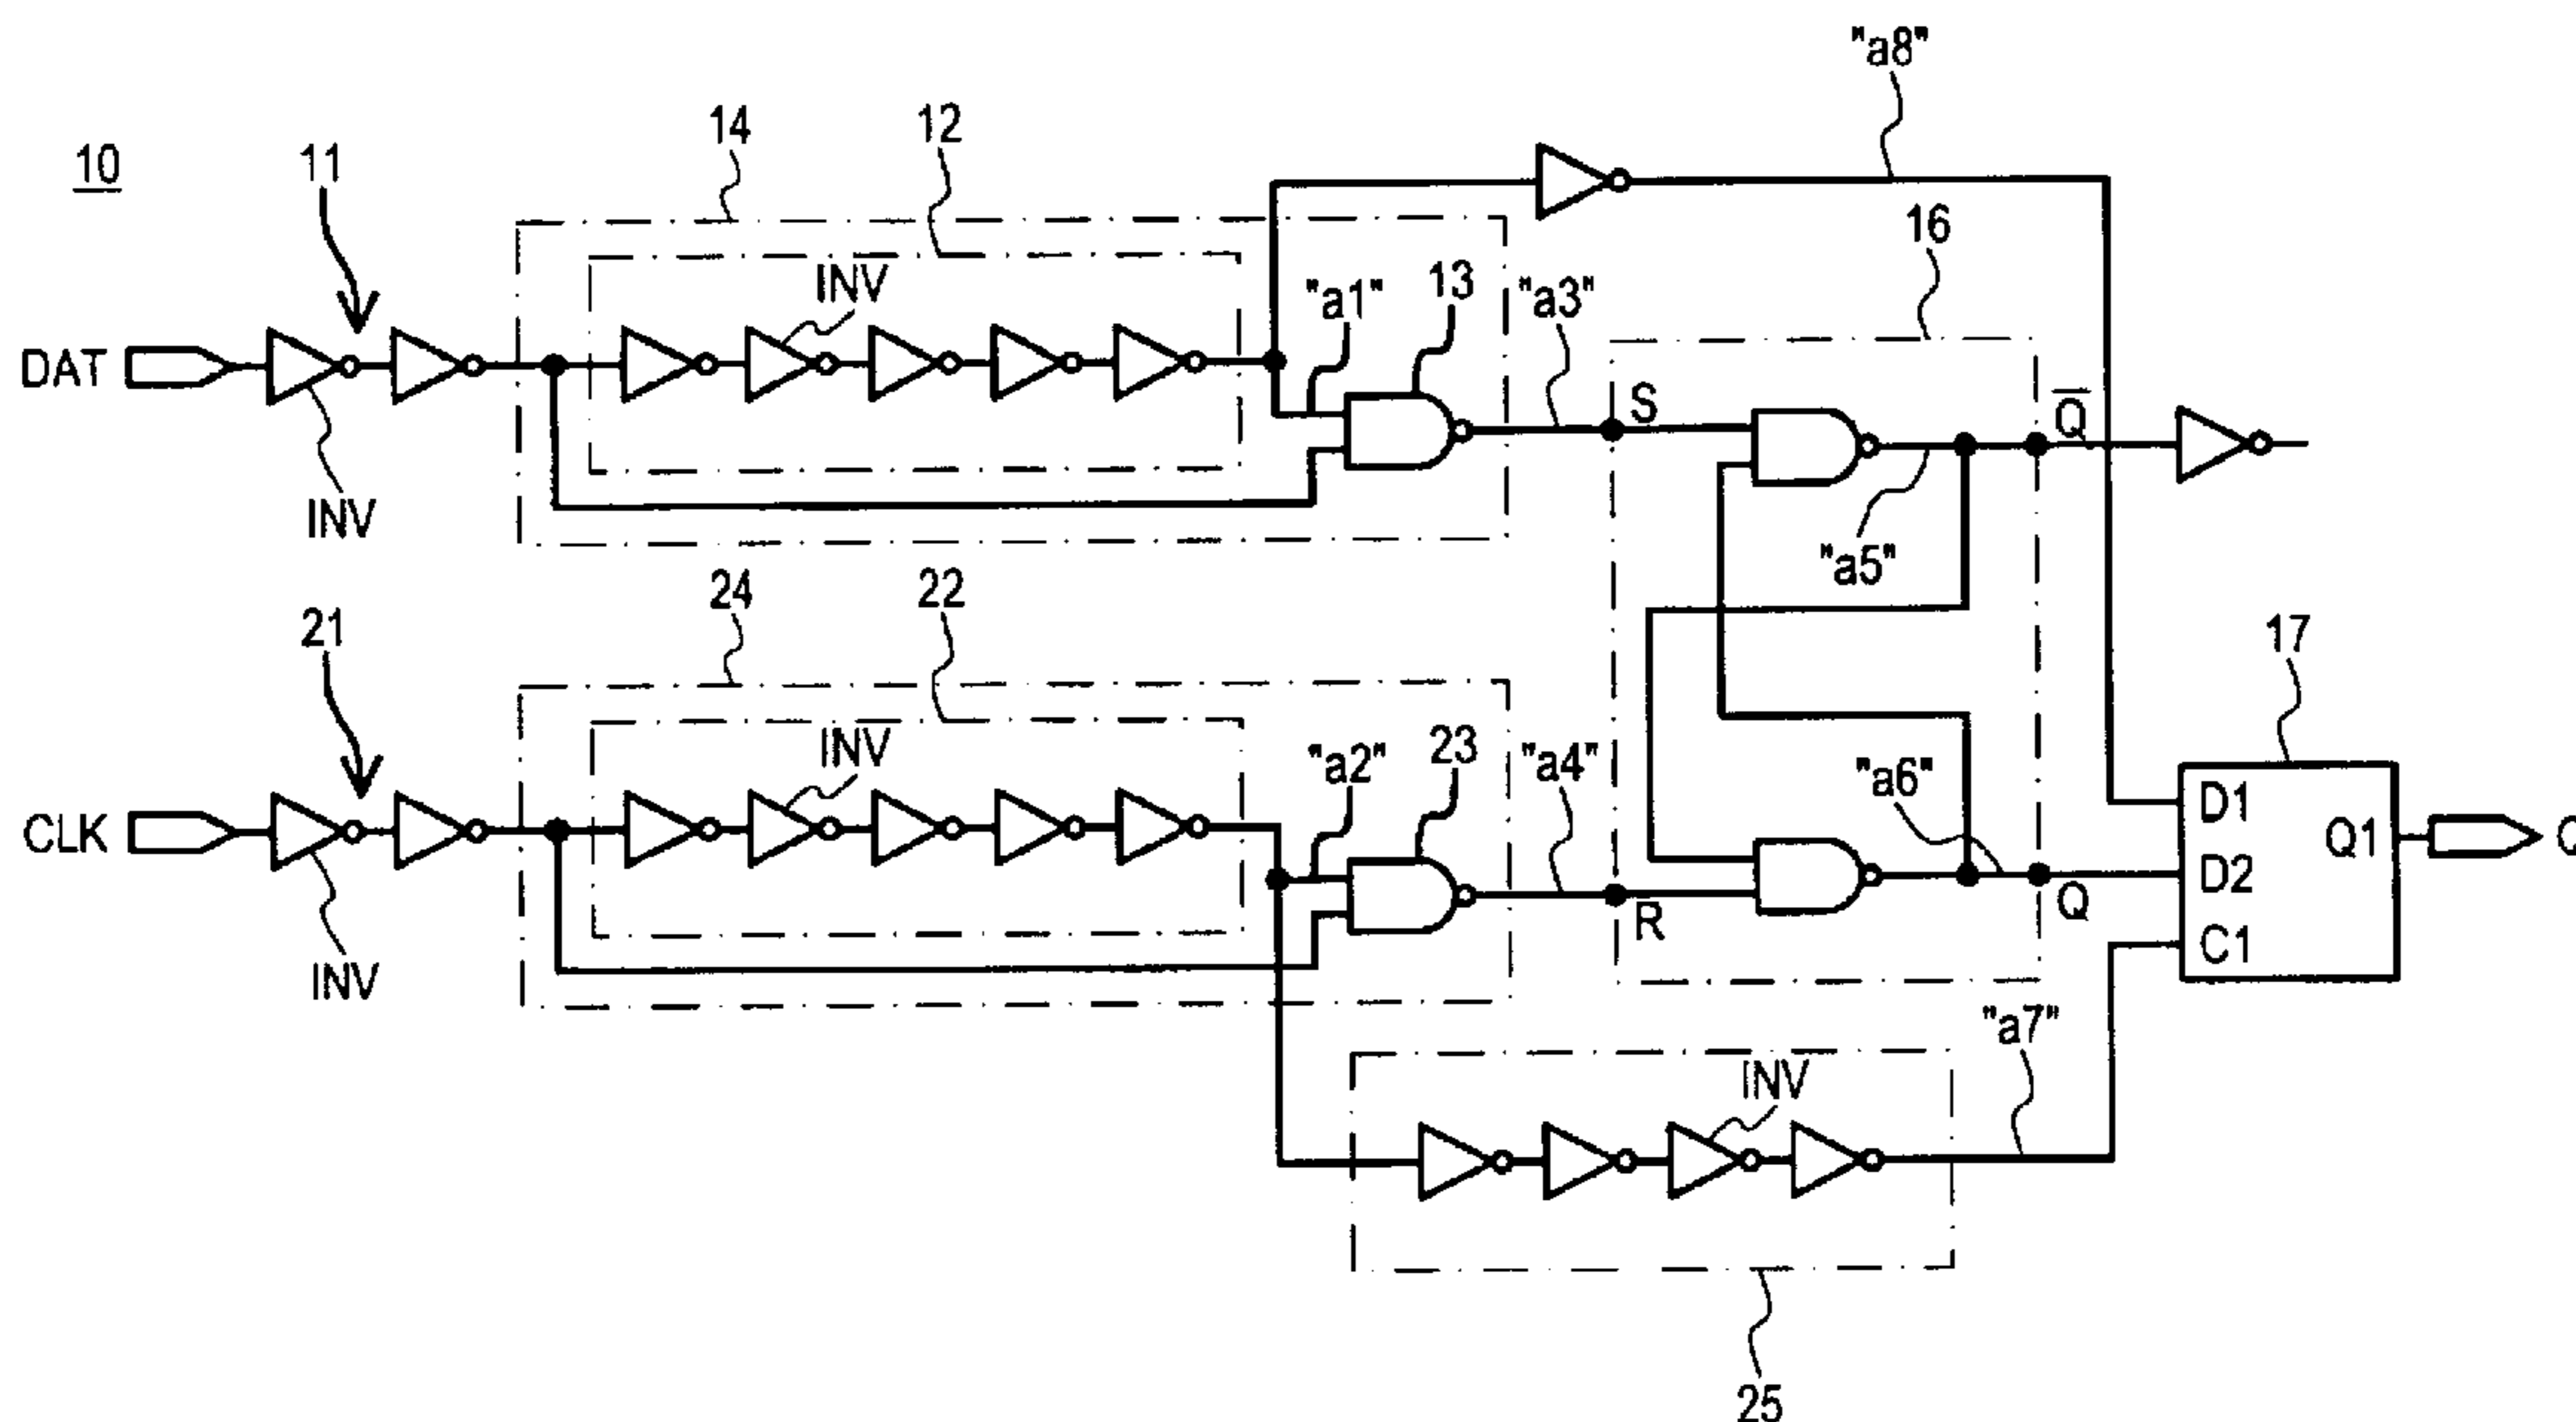 "a8"
14
12
10
11
16
INV
"a1"
13
"a3"
S
Q
DAT
INV
"a5"
24
22
21
17
INV
"a2"
23
"a4"
"a6"
D1
Q1
Q
CLK
D2
R
Q
C1
INV
"a7"
INV
25